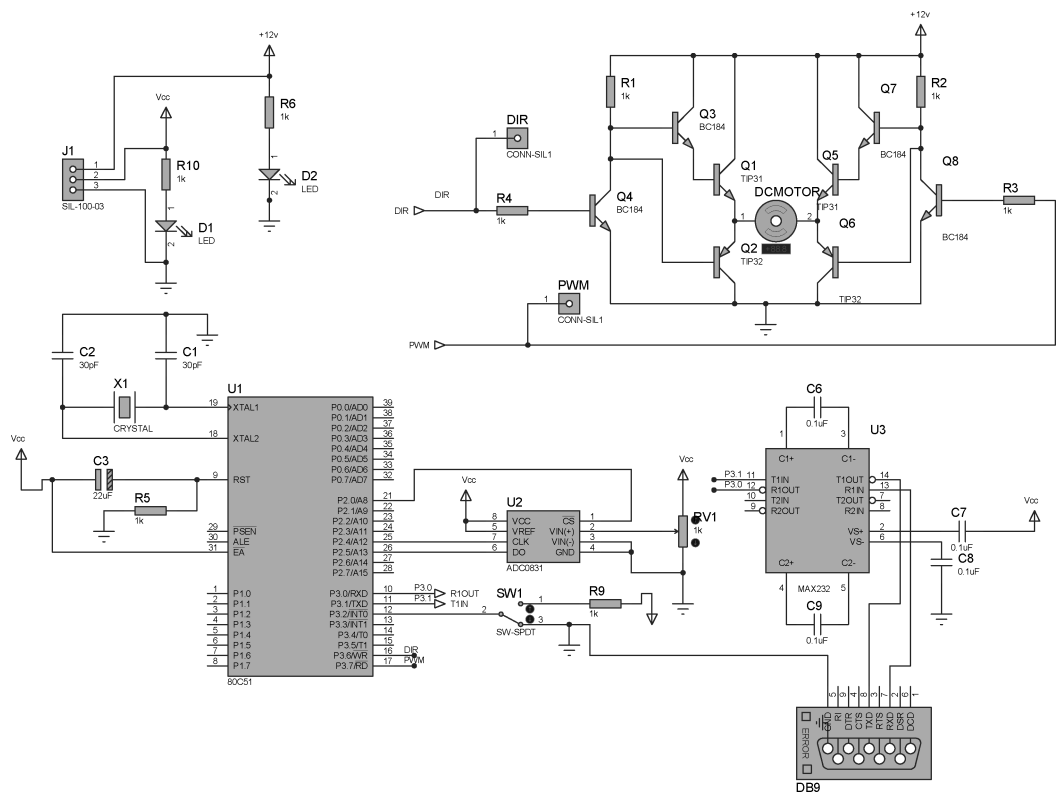 +12v
+12v
Vcc
R6
1k
J1
1
2
3
SIL-100-03
R10
1k
1
2
D1
LED
1
2
D2
LED
DIR
1
CONN-SIL1
DIR
DIR
R4
1k
Q4
BC184
R1
1k
Q3
BC184
Q1
TIP31
Q2
TIP32
DCMOTOR
1
2
Q5
TIP31
Q6
TIP32
Q7
BC184
R2
1k
Q8
BC184
R3
1k
PWM
1
CONN-SIL1
PWM
C2
30pF
C1
30pF
X1
CRYSTAL
Vcc
C3
22uF
R5
1k
U1
19 XTAL1
18 XTAL2
9 RST
29 PSEN
30 ALE
31 EA
1 P1.0
2 P1.1
3 P1.2
4 P1.3
5 P1.4
6 P1.5
7 P1.6
8 P1.7
P0.0/AD0 39
P0.1/AD1 38
P0.2/AD2 37
P0.3/AD3 36
P0.4/AD4 35
P0.5/AD5 34
P0.6/AD6 33
P0.7/AD7 32
P2.0/A8 21
P2.1/A9 22
P2.2/A10 23
P2.3/A11 24
P2.4/A12 25
P2.5/A13 26
P2.6/A14 27
P2.7/A15 28
P3.0/RXD 10 P3.0 R1OUT
P3.1/TXD 11 P3.1 T1IN
P3.2/INT0 12
P3.3/INT1 13
P3.4/T0 14
P3.5/T1 15
P3.6/WR 16 DIR
P3.7/RD 17 PWM
80C51
Vcc
U2
8 VCC CS 1
5 VREF VIN(+) 2
7 CLK VIN(-) 3
6 DO GND 4
ADC0831
Vcc
RV1
1k
SW1
2
1
3
SW-SPDT
R9
1k
C6
0.1uF
1
3
U3
C1+ C1-
P3.1 11 T1IN T1OUT 14
P3.0 12 R1OUT R1IN 13
10 T2IN T2OUT 7
9 R2OUT R2IN 8
VS+ 2
VS- 6
C2+ C2-
MAX232
4
5
C9
0.1uF
C7
0.1uF
C8
0.1uF
Vcc
5 9 4 8 3 7 2 6 1
GND RI DTR CTS TXD RTS RXD DSR DCD
ERROR
DB9